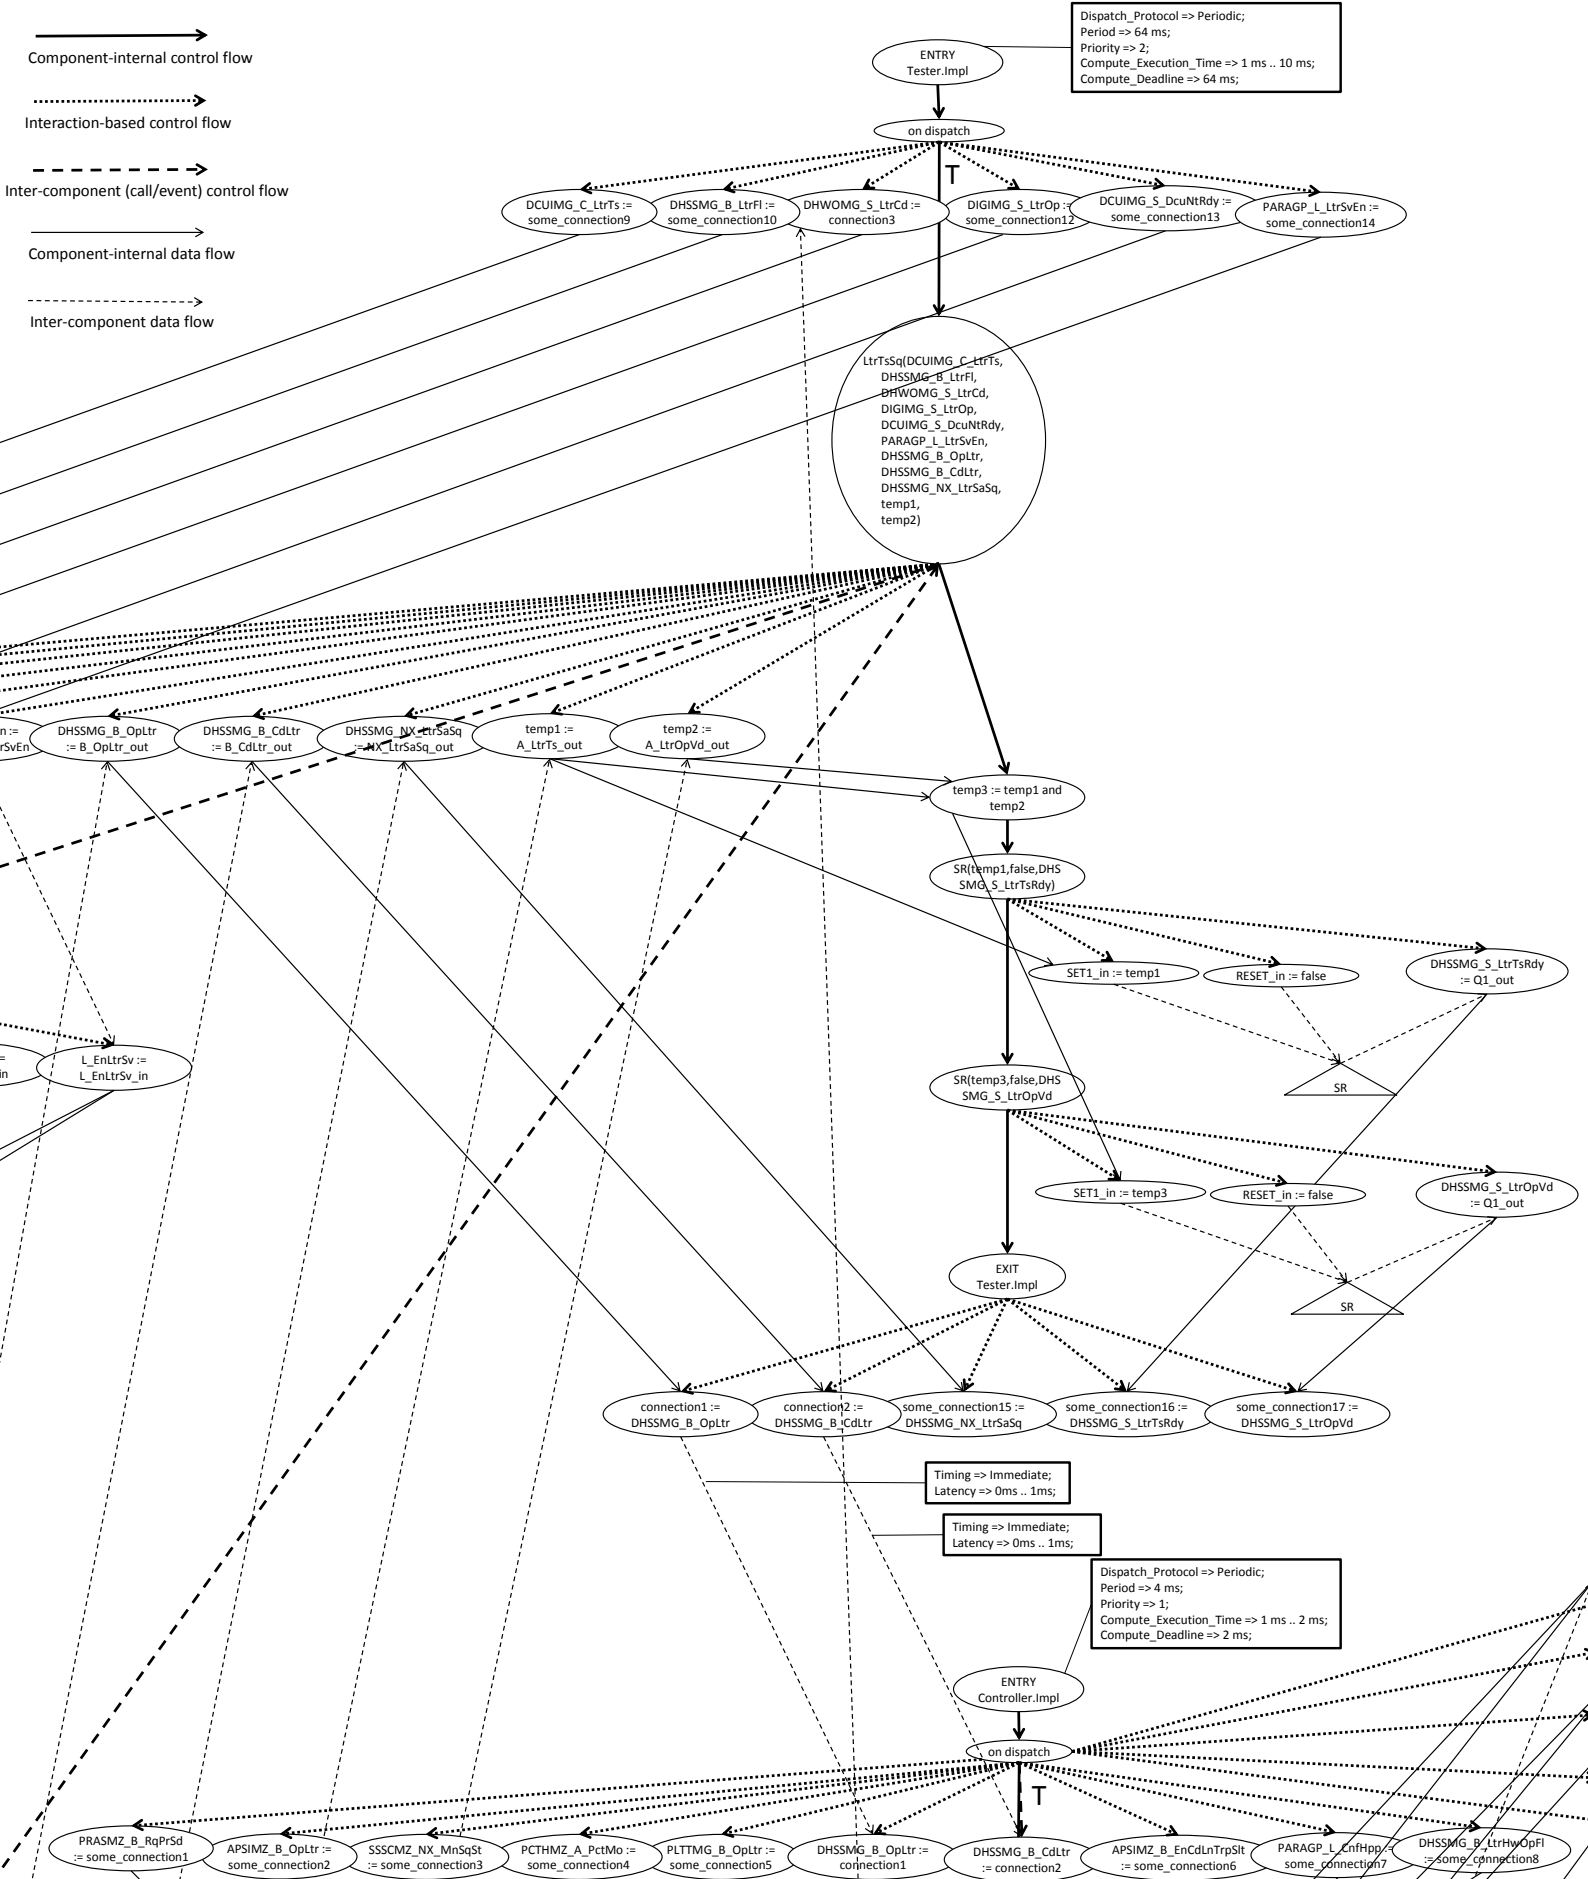 Component-internal control flow
Interaction-based control flow
Inter-component (call/event) control flow
Component-internal data flow
Inter-component data flow
Dispatch_Protocol => Periodic;
Period => 64 ms;
Priority => 2;
Compute_Execution_Time => 1 ms .. 10 ms;
Compute_Deadline => 64 ms;
ENTRY
Tester.Impl
on dispatch
T
DCUIMG_C_LtrTs :=
some_connection9
DHSSMG_B_LtrFl :=
some_connection10
DHWOMG_S_LtrCd :=
connection3
DIGIMG_S_LtrOp :=
some_connection12
DCUIMG_S_DcuNtRdy :=
some_connection13
PARAGP_L_LtrSvEn :=
some_connection14
LtrTsSq(DCUIMG_C_LtrTs,
DHSSMG_B_LtrFl,
DHWOMG_S_LtrCd,
DIGIMG_S_LtrOp,
DCUIMG_S_DcuNtRdy,
PARAGP_L_LtrSvEn,
DHSSMG_B_OpLtr,
DHSSMG_B_CdLtr,
DHSSMG_NX_LtrSaSq,
temp1,
temp2)
n :=
rSvEn
DHSSMG_B_OpLtr
:= B_OpLtr_out
DHSSMG_B_CdLtr
:= B_CdLtr_out
DHSSMG_NX_LtrSaSq
:= NX_LtrSaSq_out
temp1 :=
A_LtrTs_out
temp2 :=
A_LtrOpVd_out
temp3 := temp1 and
temp2
SR(temp1,false,DHS
SMG_S_LtrTsRdy)
SET1_in := temp1
RESET_in := false
DHSSMG_S_LtrTsRdy
:= Q1_out
SR
=
in
L_EnLtrSv :=
L_EnLtrSv_in
SR(temp3,false,DHS
SMG_S_LtrOpVd
SET1_in := temp3
RESET_in := false
DHSSMG_S_LtrOpVd
:= Q1_out
SR
EXIT
Tester.Impl
connection1 :=
DHSSMG_B_OpLtr
connection2 :=
DHSSMG_B_CdLtr
some_connection15 :=
DHSSMG_NX_LtrSaSq
some_connection16 :=
DHSSMG_S_LtrTsRdy
some_connection17 :=
DHSSMG_S_LtrOpVd
Timing => Immediate;
Latency => 0ms .. 1ms;
Timing => Immediate;
Latency => 0ms .. 1ms;
Dispatch_Protocol => Periodic;
Period => 4 ms;
Priority => 1;
Compute_Execution_Time => 1 ms .. 2 ms;
Compute_Deadline => 2 ms;
ENTRY
Controller.Impl
on dispatch
T
PRASMZ_B_RqPrSd
:= some_connection1
APSIMZ_B_OpLtr :=
some_connection2
SSSCMZ_NX_MnSqSt
:= some_connection3
PCTHMZ_A_PctMo :=
some_connection4
PLTTMG_B_OpLtr :=
some_connection5
DHSSMG_B_OpLtr :=
connection1
DHSSMG_B_CdLtr
:= connection2
APSIMZ_B_EnCdLnTrpSlt
:= some_connection6
PARAGP_L_CnfHpp :=
some_connection7
DHSSMG_B_LtrHwOpFl
:= some_connection8